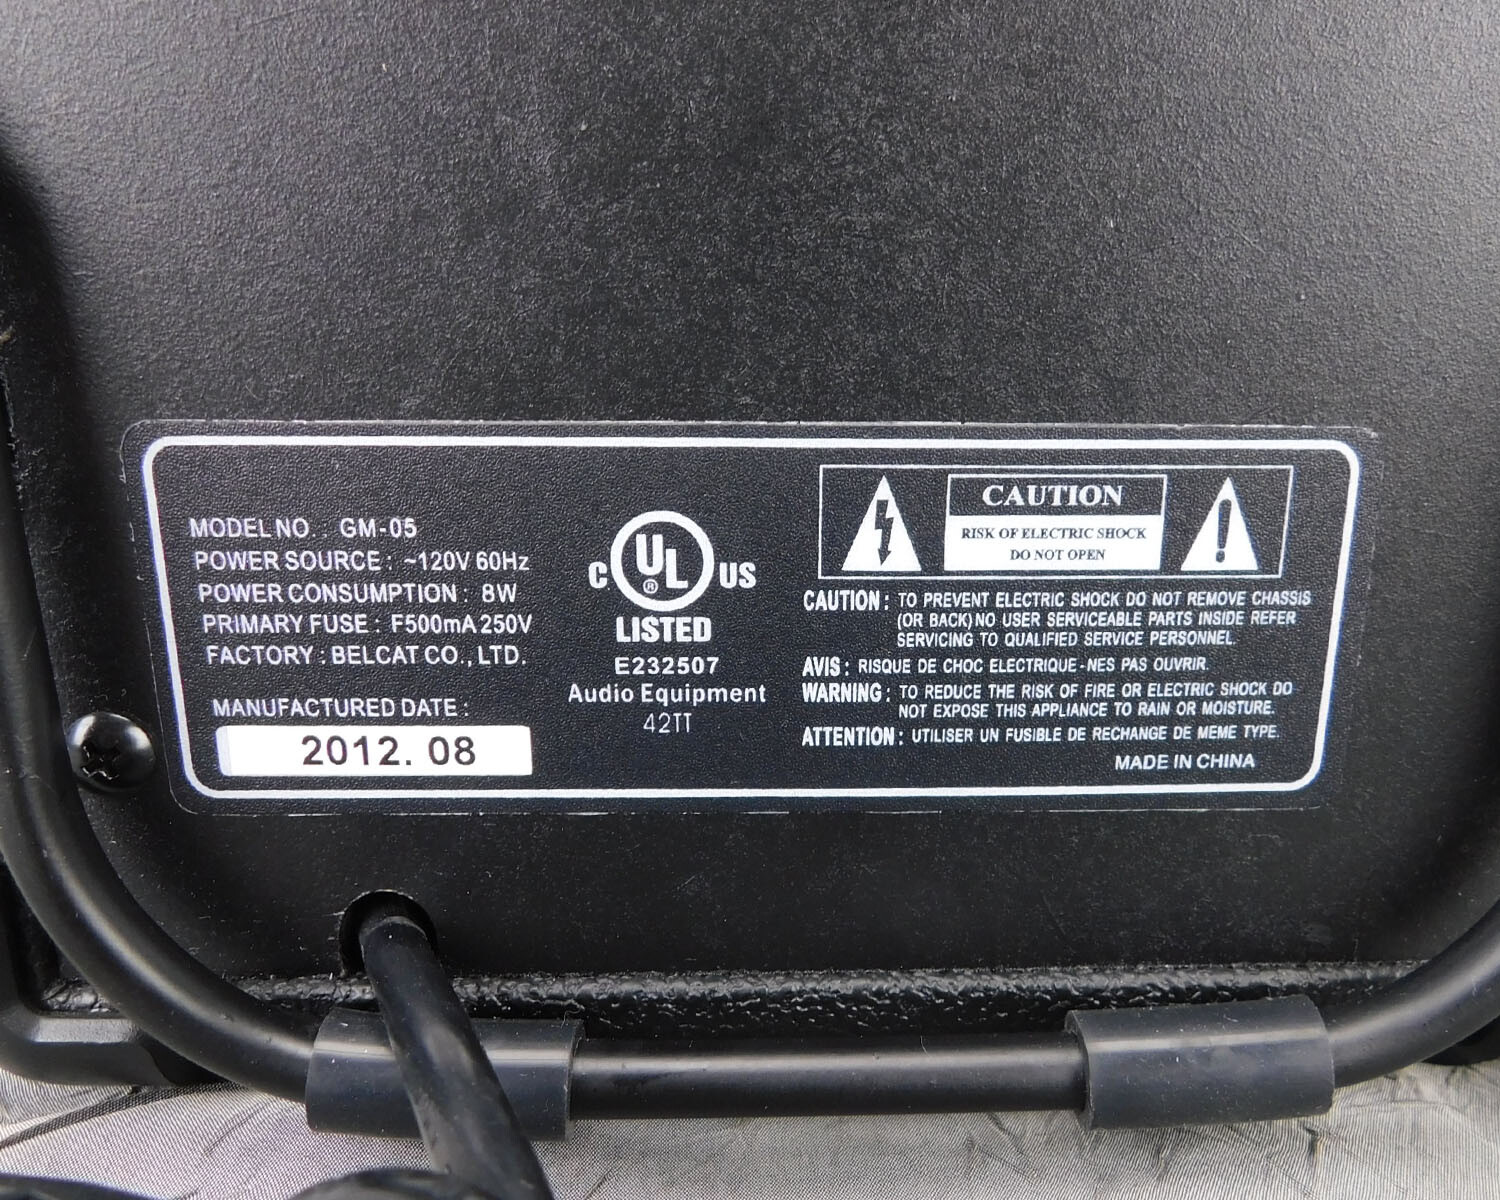 MODEL NO. : GM-05
POWER SOURCE : ~120V 60Hz
POWER CONSUMPTION : 8W
PRIMARY FUSE : F500mA 250V
FACTORY : BELCAT CO., LTD.
MANUFACTURED DATE :
2012. 08
C UL ® US
LISTED
E232507
Audio Equipment
42TT
CAUTION
RISK OF ELECTRIC SHOCK
DO NOT OPEN
CAUTION : TO PREVENT ELECTRIC SHOCK DO NOT REMOVE CHASSIS
(OR BACK) NO USER SERVICEABLE PARTS INSIDE REFER
SERVICING TO QUALIFIED SERVICE PERSONNEL.
AVIS : RISQUE DE CHOC ELECTRIQUE-NES PAS OUVRIR.
WARNING : TO REDUCE THE RISK OF FIRE OR ELECTRIC SHOCK DO
NOT EXPOSE THIS APPLIANCE TO RAIN OR MOISTURE.
ATTENTION : UTILISER UN FUSIBLE DE RECHANGE DE MEME TYPE.
MADE IN CHINA